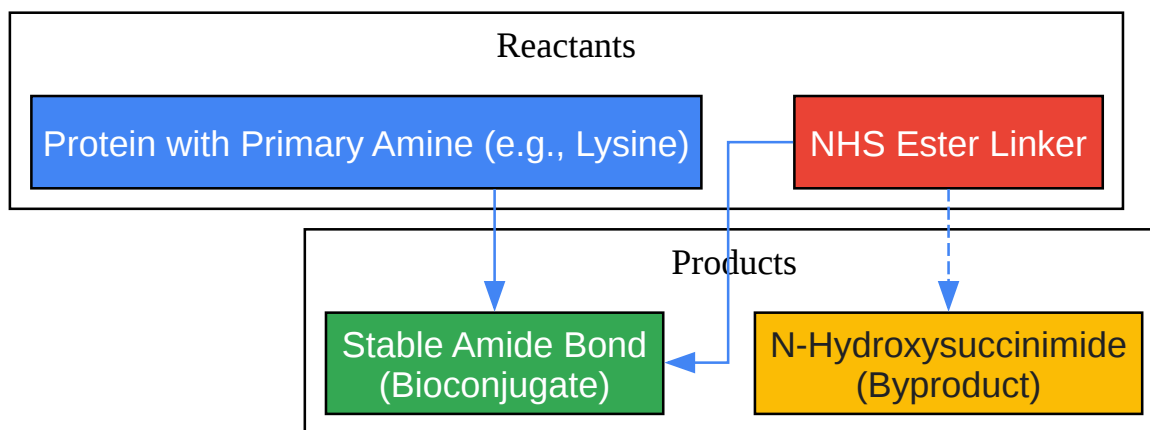 Reactants
Protein with Primary Amine (e.g., Lysine)
NHS Ester Linker
Products
Stable Amide Bond
(Bioconjugate)
N-Hydroxysuccinimide
(Byproduct)